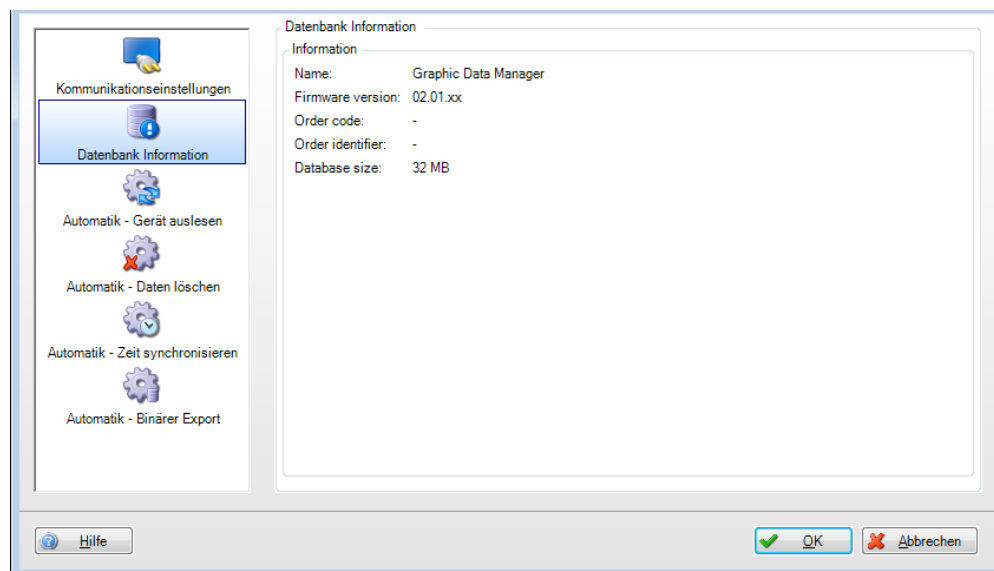 Kommunikationseinstellungen
Datenbank Information
Automatik - Gerät auslesen
Automatik - Daten löschen
Automatik - Zeit synchronisieren
Automatik - Binärer Export
Datenbank Information
Information
Name: Graphic Data Manager
Firmware version: 02.01.xx
Order code: -
Order identifier: -
Database size: 32 MB
Hilfe
OK
Abbrechen